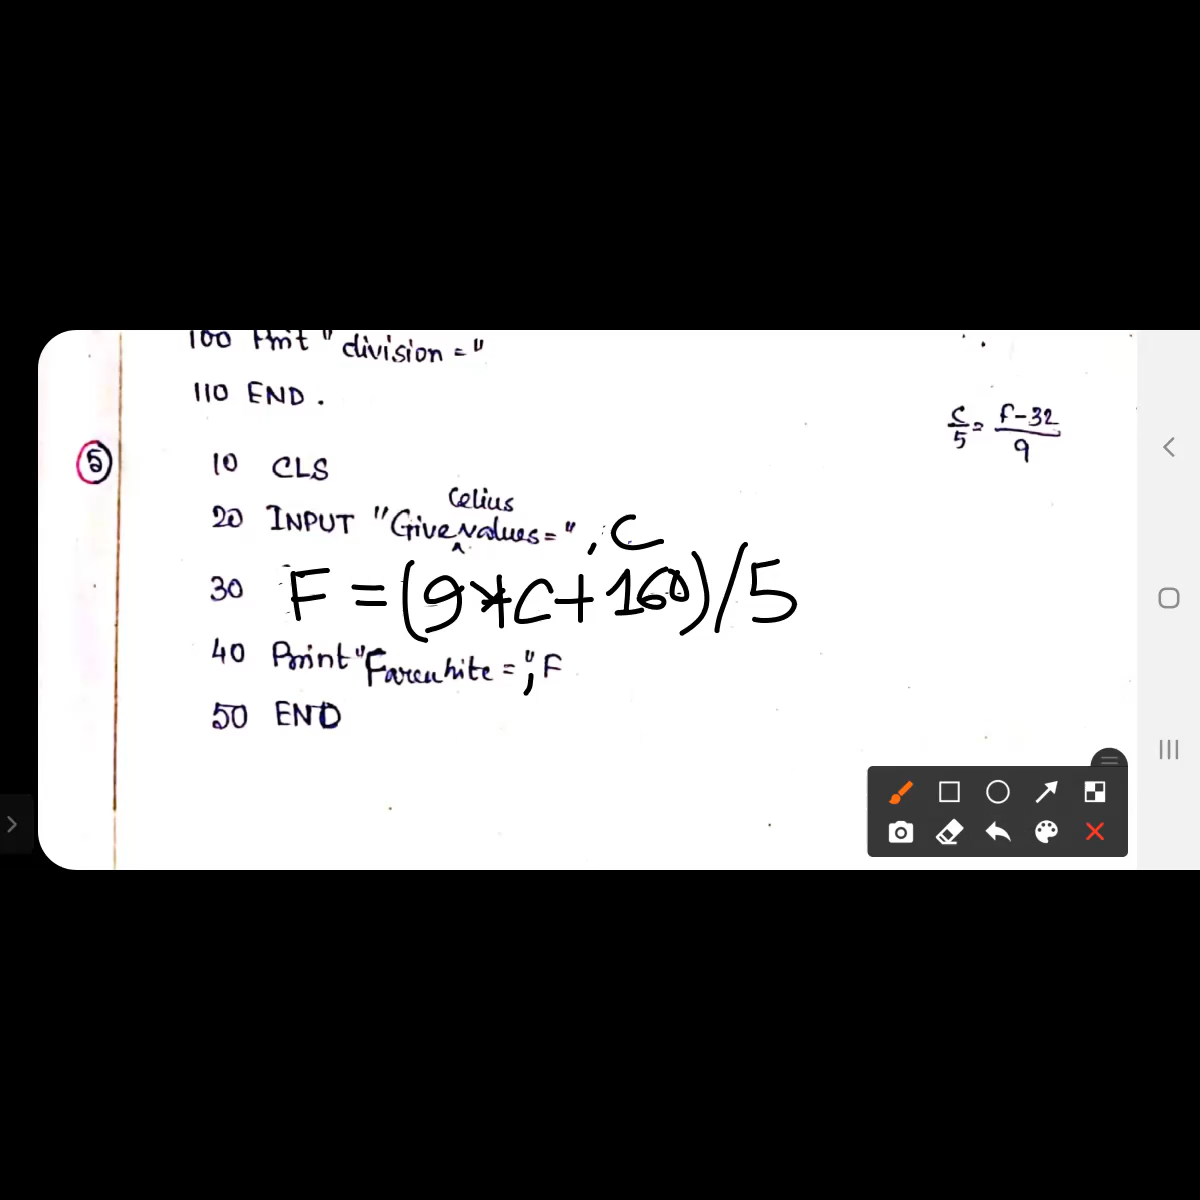 100 Print " division = "
110 END .
C/5 = F-32/9
5
10 CLS
20 INPUT "Give Celius values = " , C
30 F = (9*C+160)/5
40 Print "Farenhite = " ; F
50 END